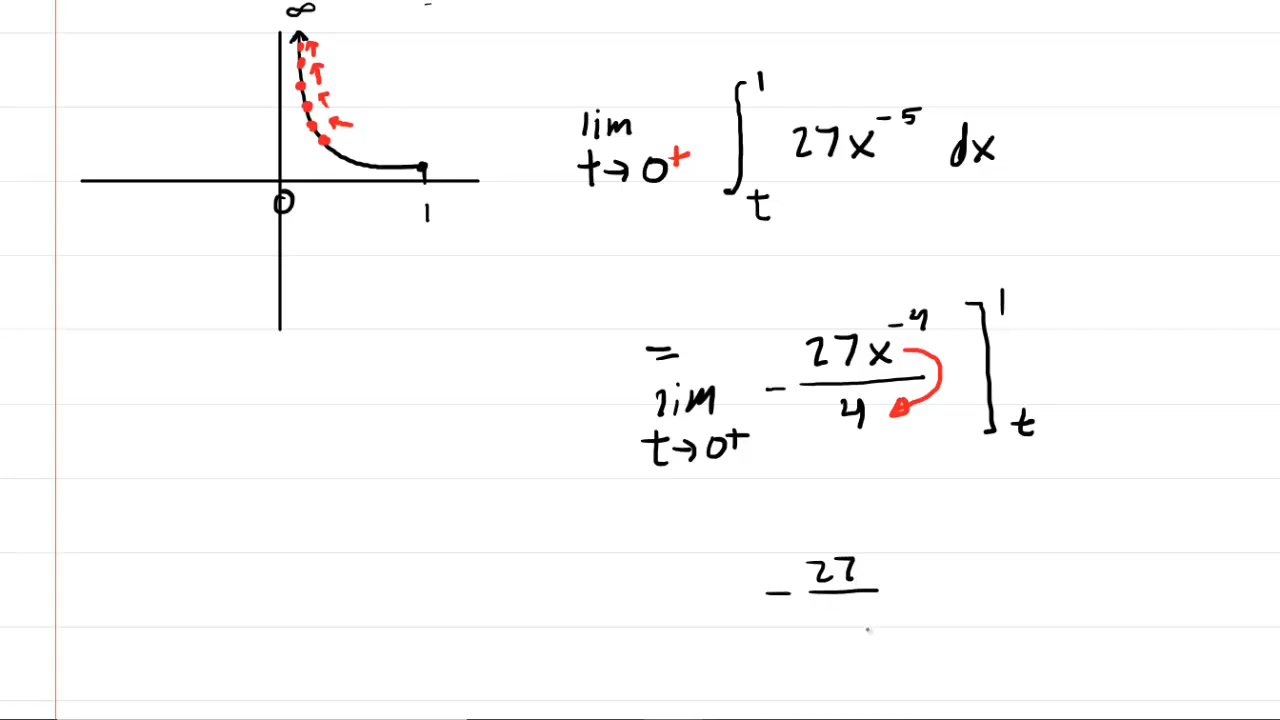 ∞
0
1
lim t→0⁺ ∫ₜ¹ 27x⁻⁵ dx
= lim t→0⁺ - 27x⁻⁴ / 4 ]ₜ¹
- 27